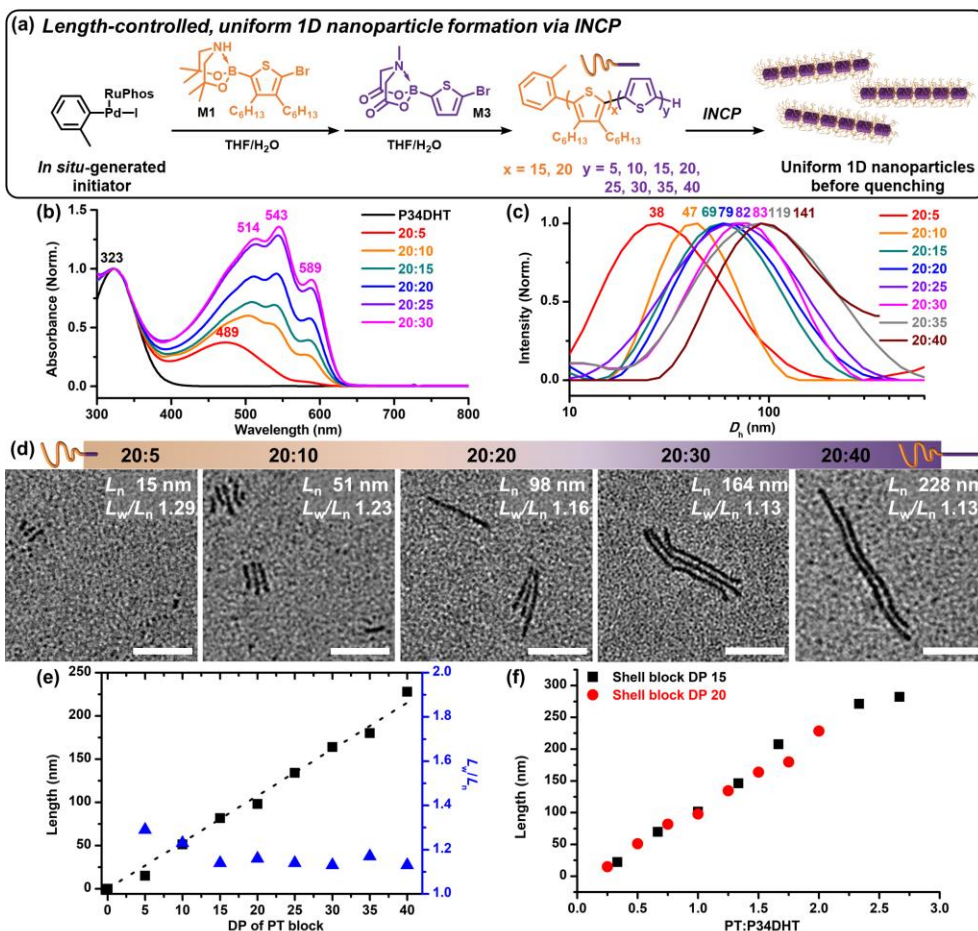 (a) Length-controlled, uniform 1D nanoparticle formation via INCP
RuPhos
Pd–I
In situ-generated
initiator
M1
NH
O
B
O
S
Br
C6H13
C6H13
THF/H2O
N
O
O
B
O
O
S
Br
M3
THF/H2O
S
x
S
y
H
C6H13
C6H13
x = 15, 20
y = 5, 10, 15, 20,
25, 30, 35, 40
INCP
Uniform 1D nanoparticles
before quenching
(b)
Absorbance (Norm.)
1.5
1.0
0.5
0.0
323
489
514
543
589
P34DHT
20:5
20:10
20:15
20:20
20:25
20:30
300
400
500
600
700
800
Wavelength (nm)
(c)
Intensity (Norm.)
1.0
0.5
0.0
38
47
69
79
82
83
119
141
20:5
20:10
20:15
20:20
20:25
20:30
20:35
20:40
10
100
Dh (nm)
(d)
20:5
20:10
20:20
20:30
20:40
Ln 15 nm
Lw/Ln 1.29
Ln 51 nm
Lw/Ln 1.23
Ln 98 nm
Lw/Ln 1.16
Ln 164 nm
Lw/Ln 1.13
Ln 228 nm
Lw/Ln 1.13
(e)
Length (nm)
250
200
150
100
50
0
2.0
1.8
1.6
1.4
1.2
1.0
Lw/Ln
0
5
10
15
20
25
30
35
40
DP of PT block
(f)
Shell block DP 15
Shell block DP 20
Length (nm)
300
250
200
150
100
50
0
0.0
0.5
1.0
1.5
2.0
2.5
3.0
PT:P34DHT